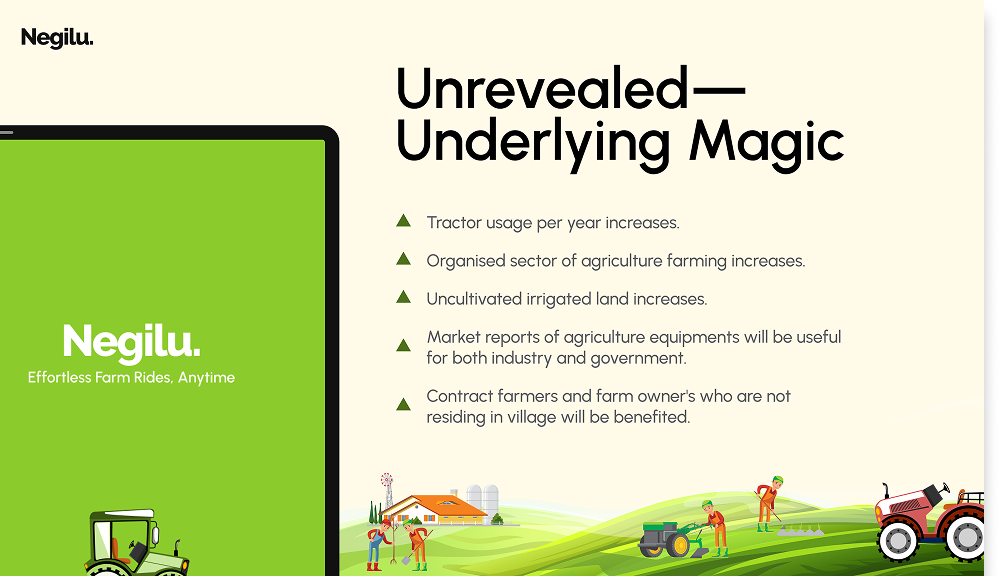 Negilu.
Unrevealed—
Underlying Magic
Tractor usage per year increases.
Organised sector of agriculture farming increases.
Uncultivated irrigated land increases.
Market reports of agriculture equipments will be useful
for both industry and government.
Contract farmers and farm owner's who are not
residing in village will be benefited.
Negilu.
Effortless Farm Rides, Anytime